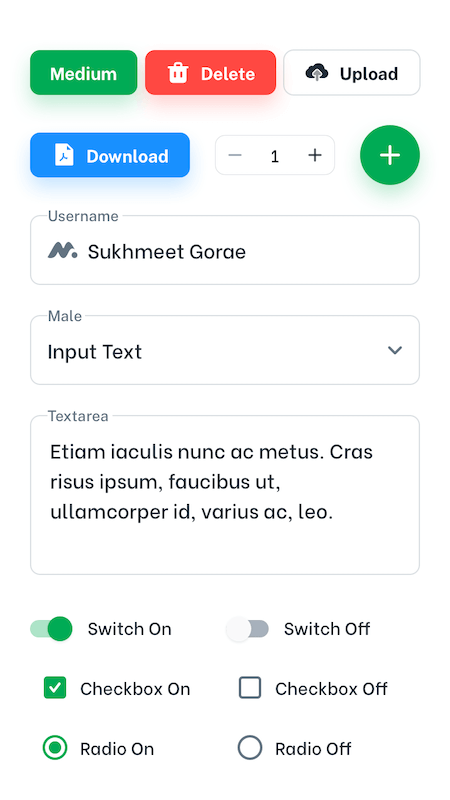 Medium
Delete
Upload
Download
1
Username
Sukhmeet Gorae
Male
Input Text
Textarea
Etiam iaculis nunc ac metus. Cras
risus ipsum, faucibus ut,
ullamcorper id, varius ac, leo.
Switch On
Switch Off
Checkbox On
Checkbox Off
Radio On
Radio Off